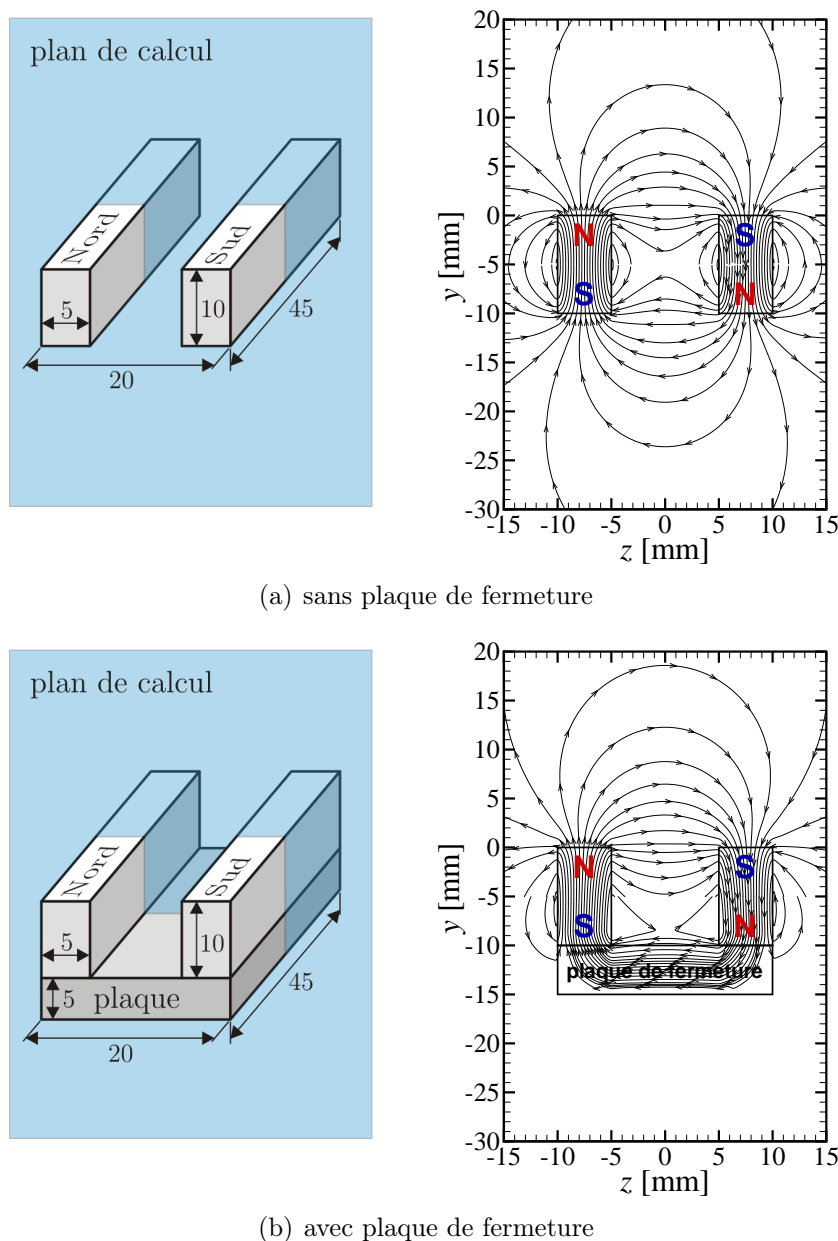 plan de calcul
Nord
Sud
5
10
45
20
20
15
10
5
0
-5
-10
-15
-20
-25
-30
y [mm]
N
S
S
N
-15 -10 -5 0 5 10 15
z [mm]
(a) sans plaque de fermeture
plan de calcul
Nord
Sud
5
10
45
5
plaque
20
20
15
10
5
0
-5
-10
-15
-20
-25
-30
y [mm]
N
S
S
N
plaque de fermeture
-15 -10 -5 0 5 10 15
z [mm]
(b) avec plaque de fermeture